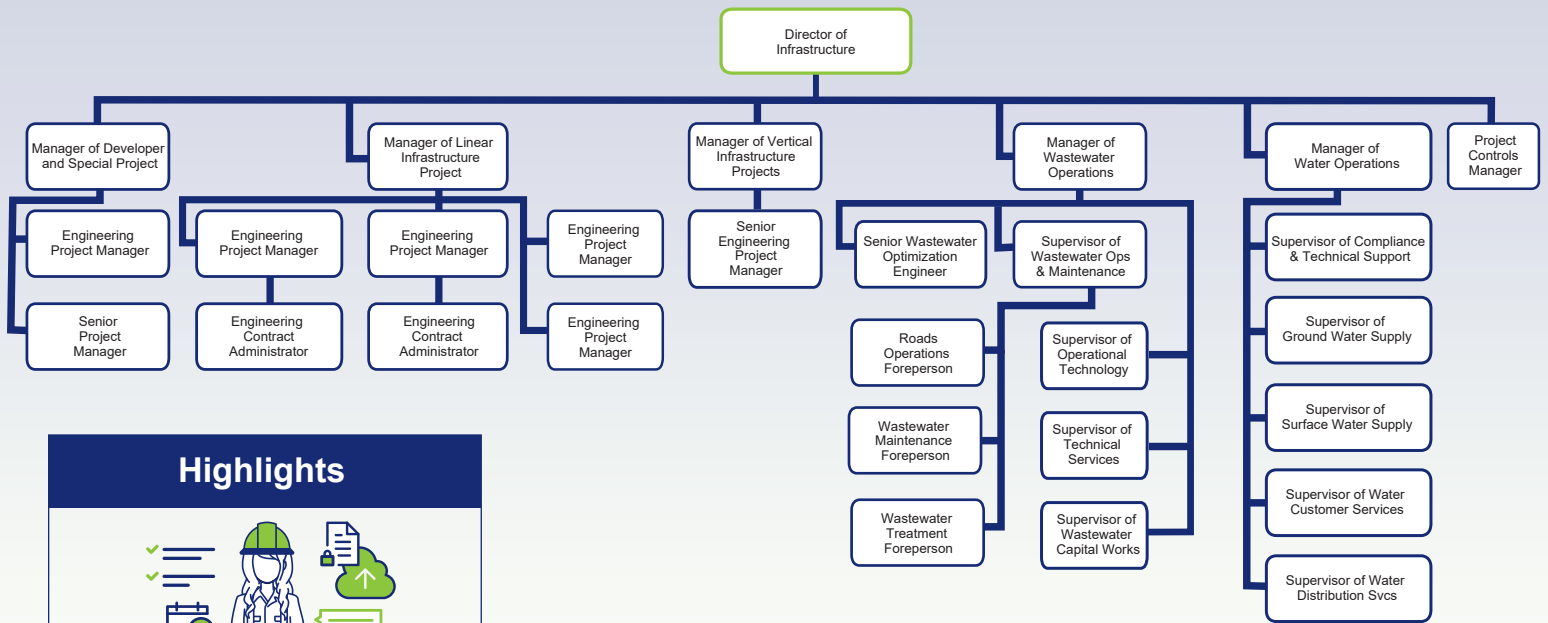 Director of
Infrastructure
Manager of Developer
and Special Project
Manager of Linear
Infrastructure
Project
Manager of Vertical
Infrastructure
Projects
Manager of
Wastewater
Operations
Manager of
Water Operations
Project
Controls
Manager
Engineering
Project Manager
Engineering
Project Manager
Engineering
Project Manager
Engineering
Project
Manager
Senior
Engineering
Project
Manager
Senior Wastewater
Optimization
Engineer
Supervisor of
Wastewater Ops
& Maintenance
Supervisor of Compliance
& Technical Support
Senior
Project
Manager
Engineering
Contract
Administrator
Engineering
Contract
Administrator
Engineering
Project
Manager
Roads
Operations
Foreperson
Supervisor of
Operational
Technology
Supervisor of
Ground Water Supply
Wastewater
Maintenance
Foreperson
Supervisor of
Technical
Services
Supervisor of
Surface Water Supply
Wastewater
Treatment
Foreperson
Supervisor of
Wastewater
Capital Works
Supervisor of Water
Customer Services
Supervisor of Water
Distribution Svcs
Highlights